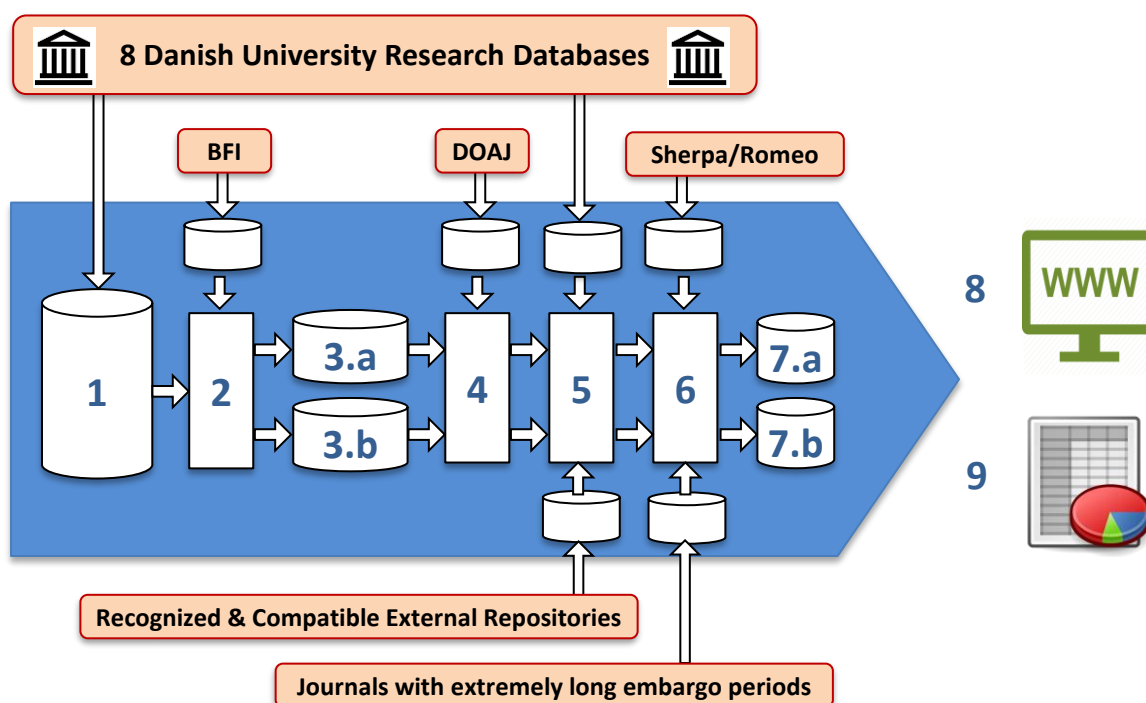 8 Danish University Research Databases
BFI
DOAJ
Sherpa/Romeo
8
WWW
1
2
3.a
3.b
4
5
6
7.a
7.b
9
Recognized & Compatible External Repositories
Journals with extremely long embargo periods